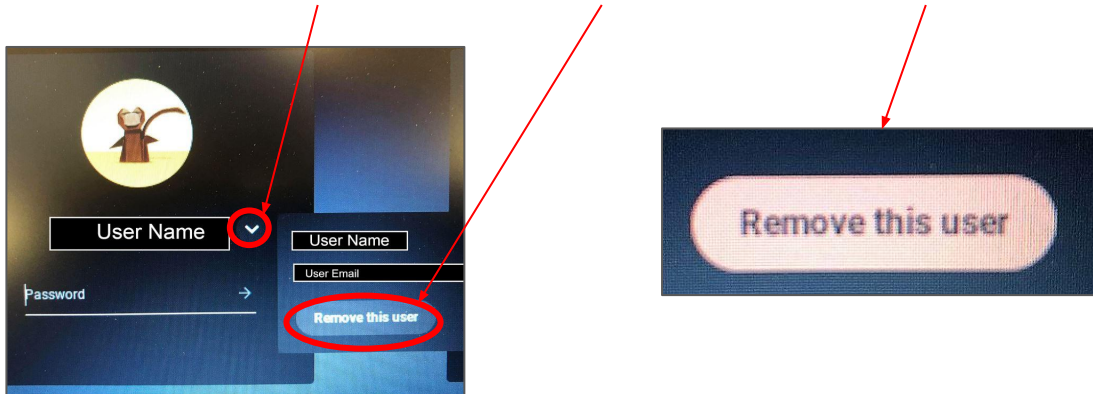 User Name
User Name
User Email
Password
Remove this user
Remove this user